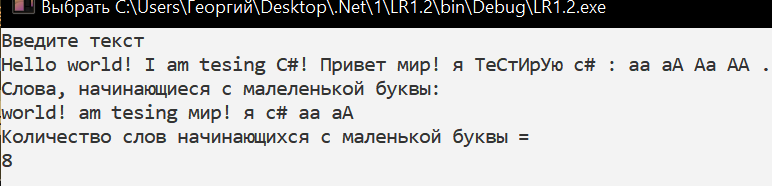 Выбрать C:\Users\Георгий\Desktop\.Net\1\LR1.2\bin\Debug\LR1.2.exe
Введите текст
Hello world! I am tesing C#! Привет мир! я ТеСтИрУю c# : aa aA Aa AA .
Слова, начинающиеся с малеленькой буквы:
world! am tesing мир! я c# aa aA
Количество слов начинающихся с маленькой буквы =
8